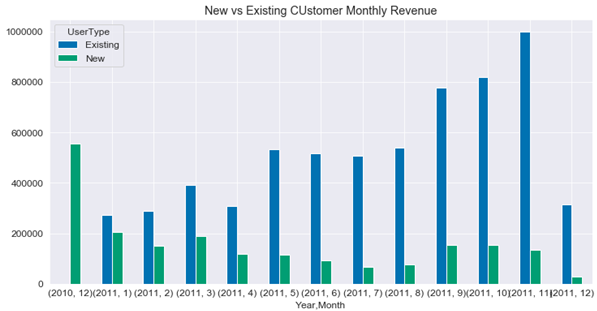 New vs Existing CUstomer Monthly Revenue
UserType
Existing
New
1000000
800000
600000
400000
200000
0
(2010, 12)(2011, 1) (2011, 2) (2011, 3) (2011, 4) (2011, 5) (2011, 6) (2011, 7) (2011, 8) (2011, 9)(2011, 10)(2011, 11)(2011, 12)
Year,Month